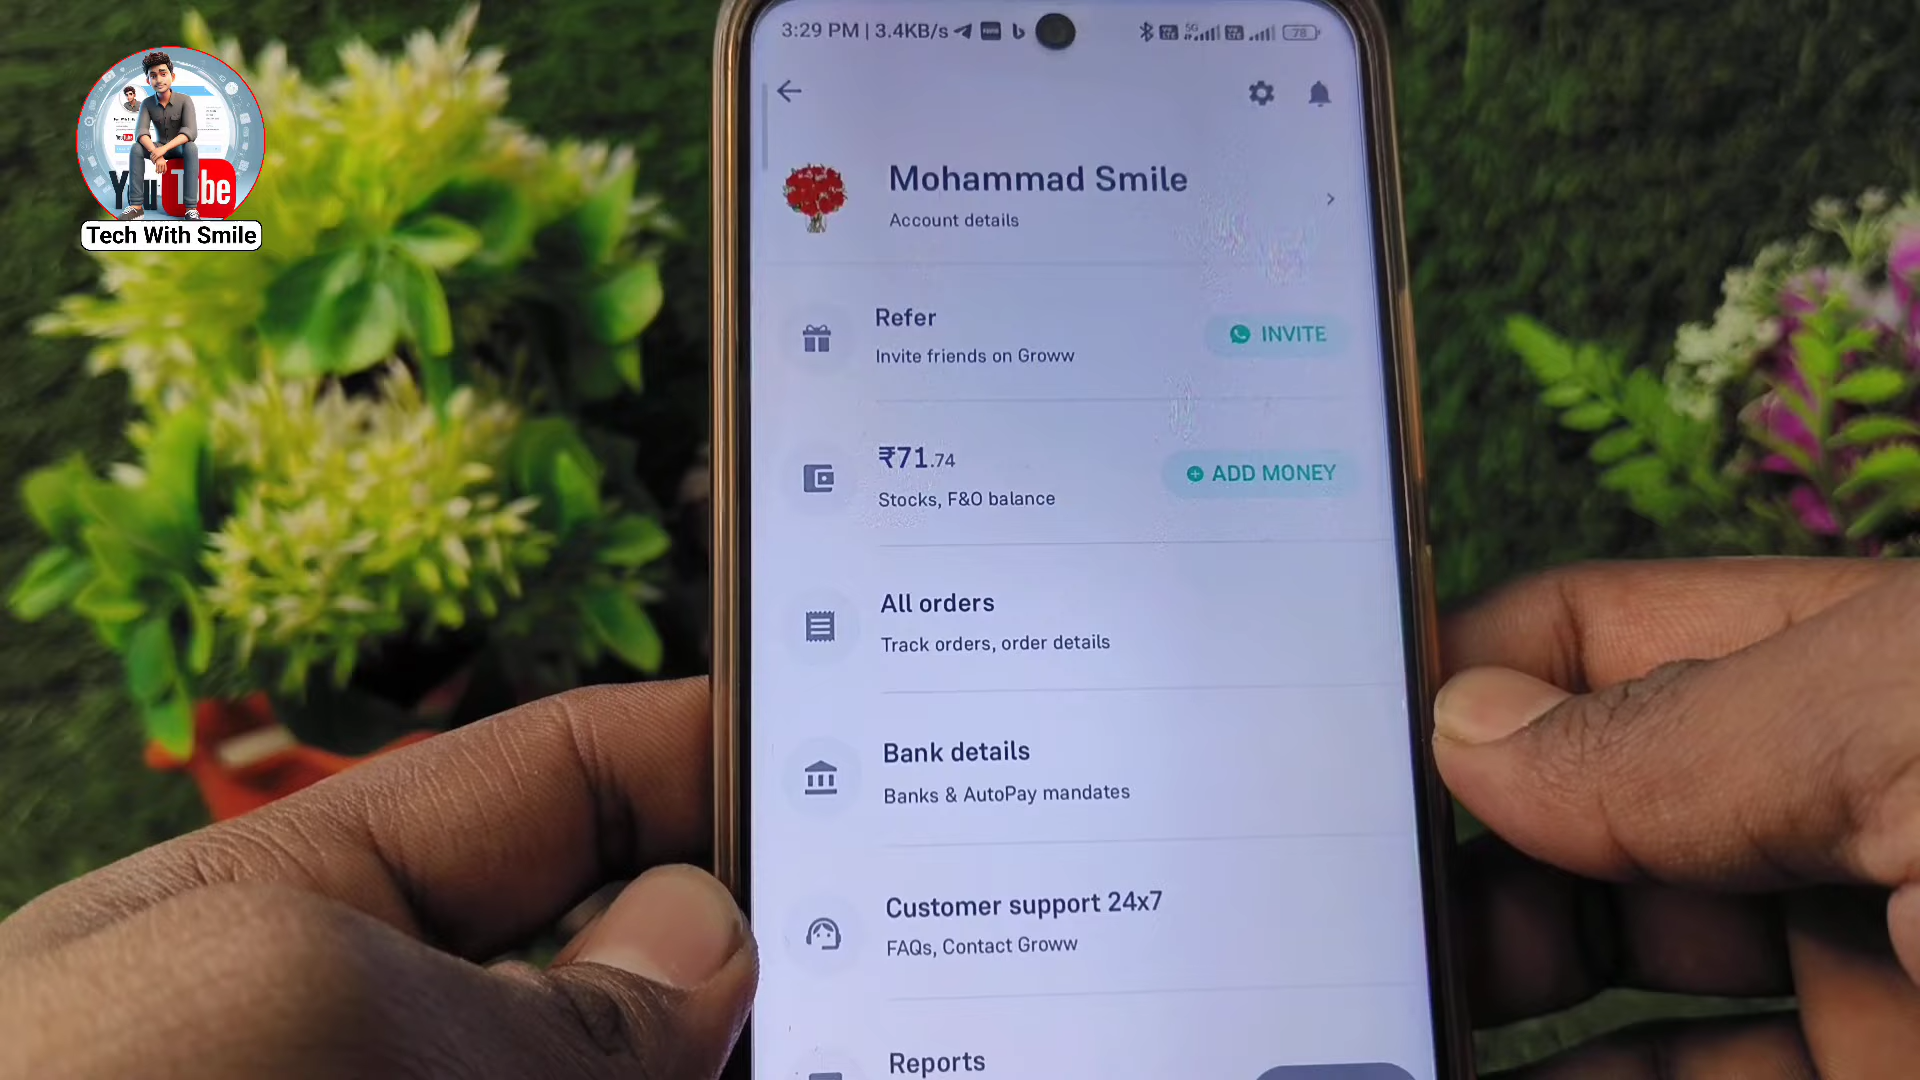 YouTube
Tech With Smile
3:29 PM | 3.4KB/s
78
Mohammad Smile
Account details
Refer
Invite friends on Groww
INVITE
₹71.74
Stocks, F&O balance
ADD MONEY
All orders
Track orders, order details
Bank details
Banks & AutoPay mandates
Customer support 24x7
FAQs, Contact Groww
Reports